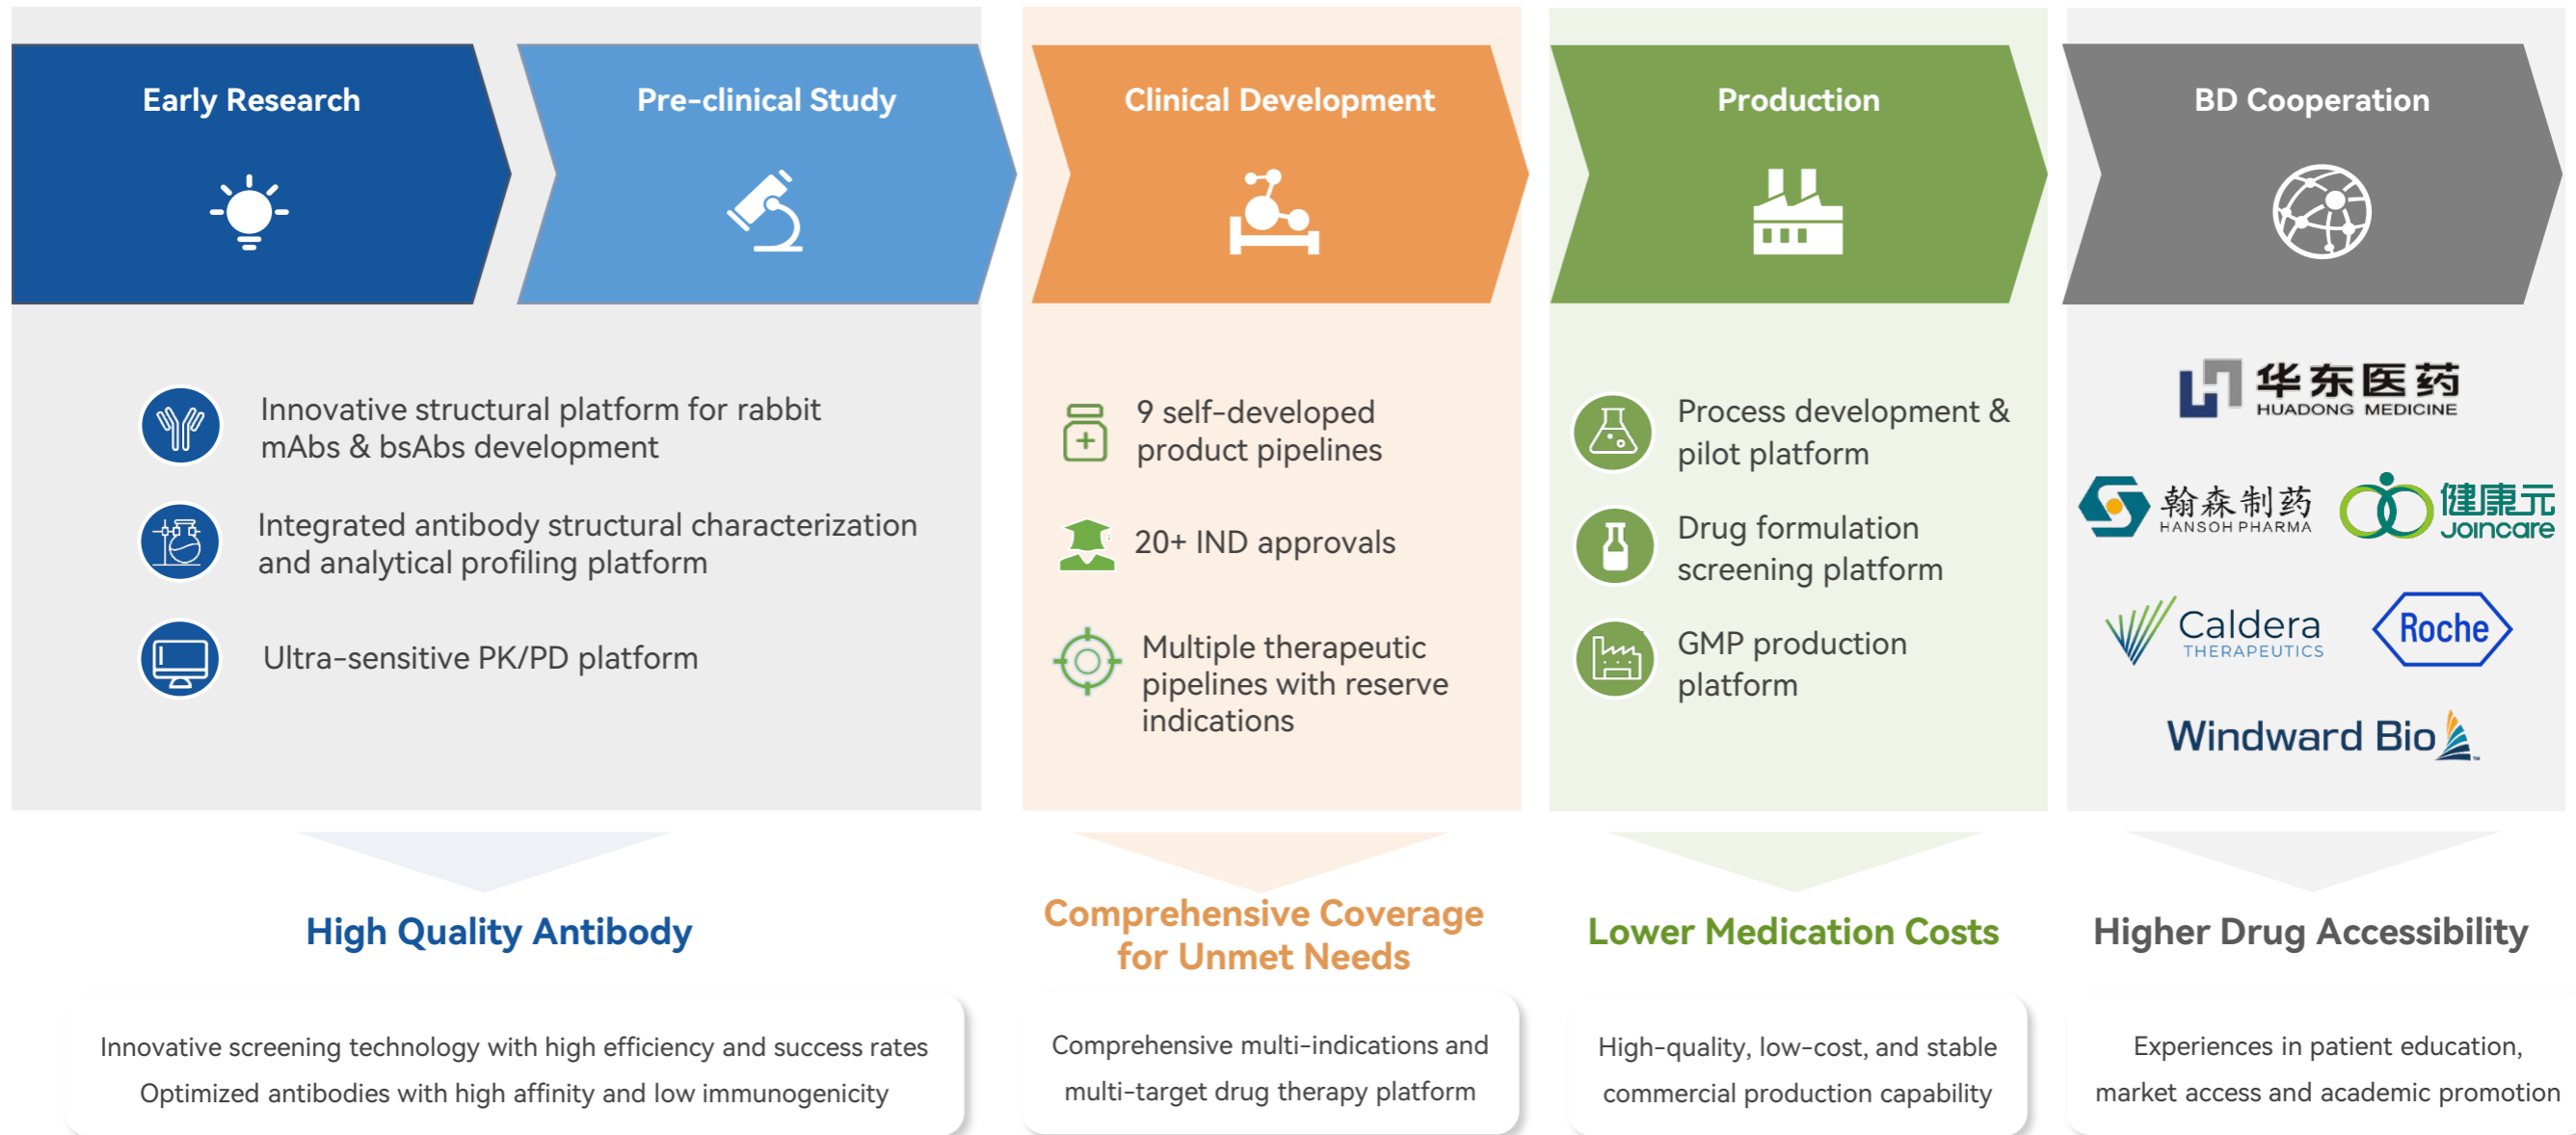 Early Research
Pre-clinical Study
Clinical Development
Production
BD Cooperation
Innovative structural platform for rabbit
mAbs & bsAbs development
Integrated antibody structural characterization
and analytical profiling platform
Ultra-sensitive PK/PD platform
9 self-developed
product pipelines
20+ IND approvals
Multiple therapeutic
pipelines with reserve
indications
Process development &
pilot platform
Drug formulation
screening platform
GMP production
platform
华东医药
HUADONG MEDICINE
翰森制药
HANSOH PHARMA
健康元
Joincare
Caldera
THERAPEUTICS
Roche
Windward Bio™
High Quality Antibody
Comprehensive Coverage
for Unmet Needs
Lower Medication Costs
Higher Drug Accessibility
Innovative screening technology with high efficiency and success rates
Optimized antibodies with high affinity and low immunogenicity
Comprehensive multi-indications and
multi-target drug therapy platform
High-quality, low-cost, and stable
commercial production capability
Experiences in patient education,
market access and academic promotion